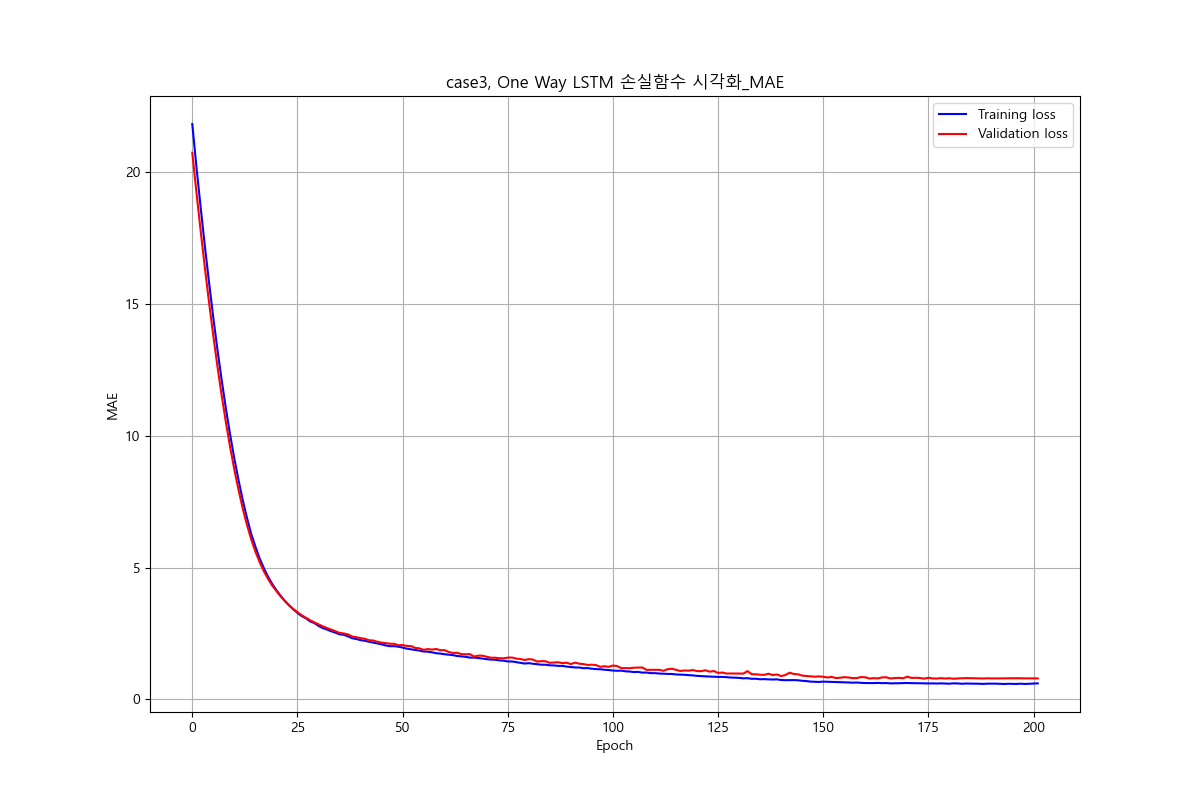 case3, One Way LSTM 손실함수 시각화_MAE
Training loss
Validation loss
20
15
10
5
0
MAE
0 25 50 75 100 125 150 175 200
Epoch